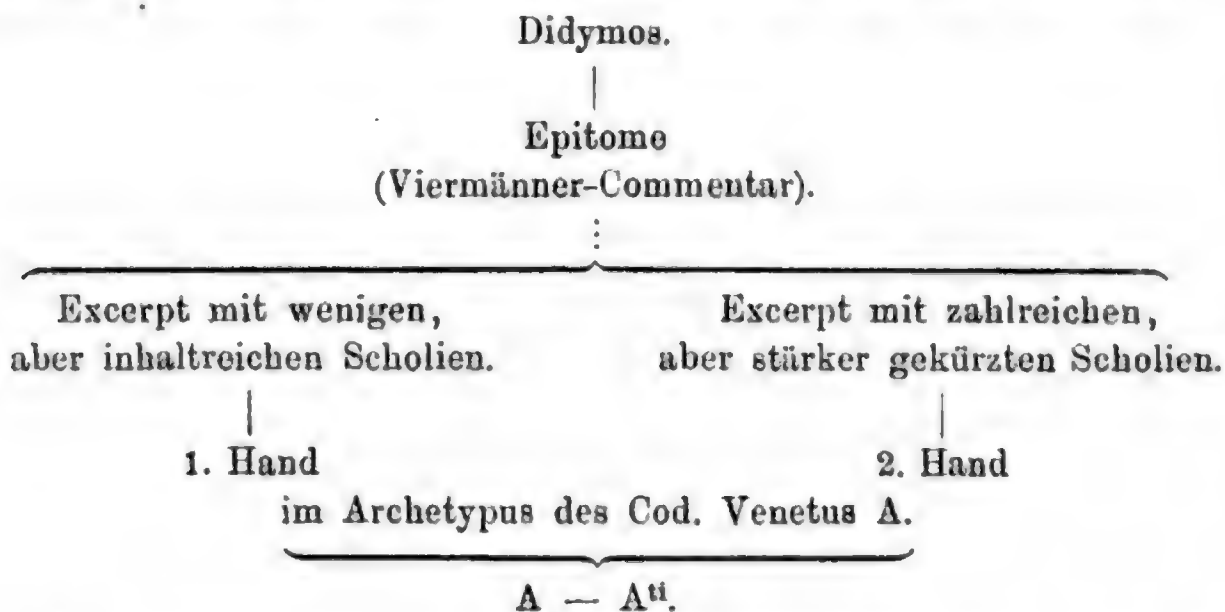 Didymos.
Epitome
(Viermänner-Commentar).
Excerpt mit wenigen,
aber inhaltreichen Scholien.
Excerpt mit zahlreichen,
aber stärker gekürzten Scholien.
1. Hand
2. Hand
im Archetypus des Cod. Venetus A.
A — Aᵗⁱ.